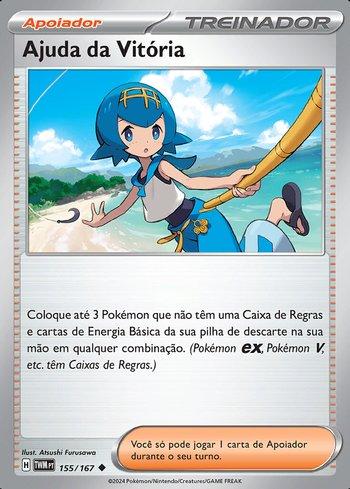 Apoiador TREINADOR
Ajuda da Vitória
Coloque até 3 Pokémon que não têm uma Caixa de Regras
e cartas de Energia Básica da sua pilha de descarte na sua
mão em qualquer combinação. (Pokémon ex, Pokémon V,
etc. têm Caixas de Regras.)
Ilust. Atsushi Furusawa
H TWM PT 155/167
Você só pode jogar 1 carta de Apoiador
durante o seu turno.
©2024 Pokémon/Nintendo/Creatures/GAME FREAK